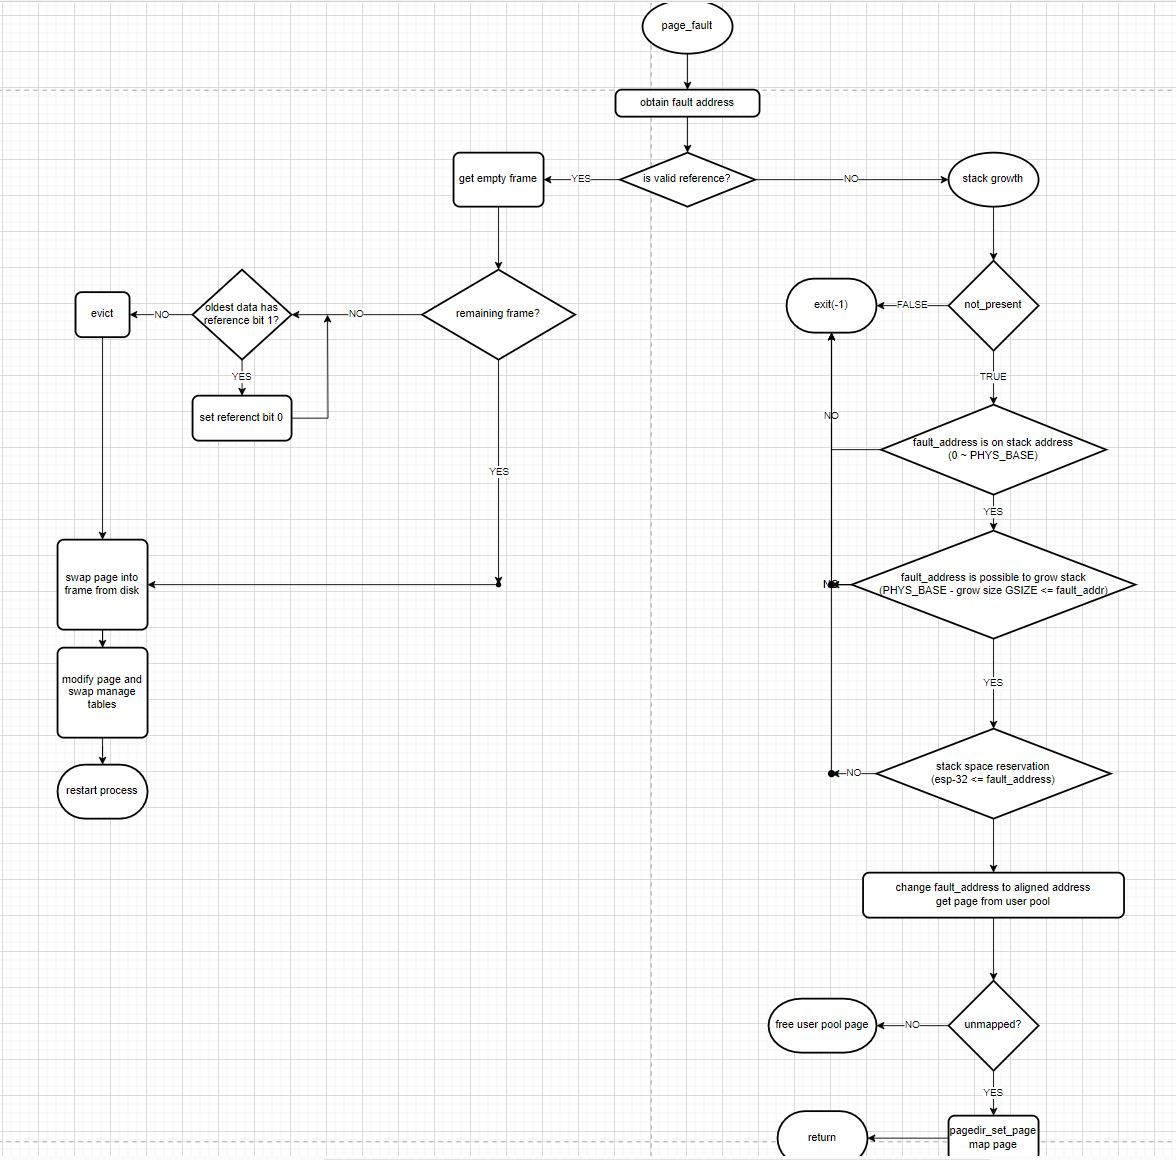 page_fault
obtain fault address
get empty frame
YES
is valid reference?
NO
stack growth
evict
NO
oldest data has
reference bit 1?
NO
remaining frame?
exit(-1)
FALSE
not_present
YES
TRUE
set referenct bit 0
NO
fault_address is on stack address
(0 ~ PHYS_BASE)
YES
YES
swap page into
frame from disk
NO
fault_address is possible to grow stack
(PHYS_BASE - grow size GSIZE <= fault_addr)
modify page and
swap manage
tables
YES
restart process
NO
stack space reservation
(esp-32 <= fault_address)
change fault_address to aligned address
get page from user pool
free user pool page
NO
unmapped?
YES
return
pagedir_set_page
map page